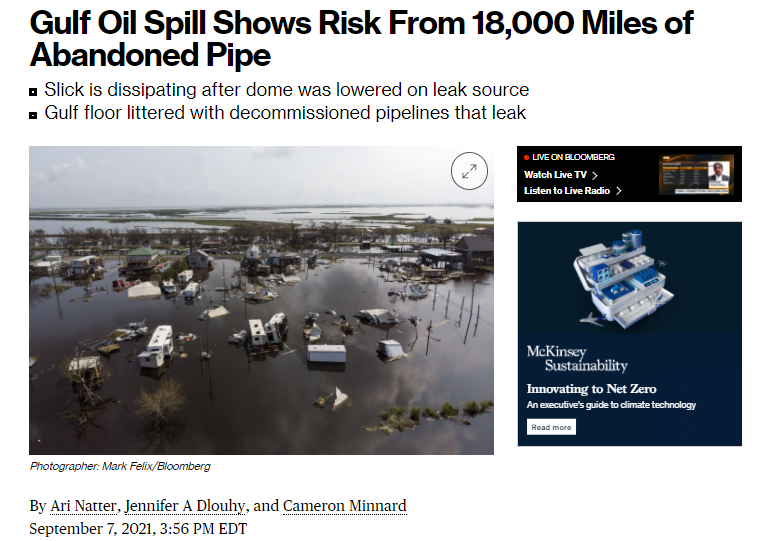 Gulf Oil Spill Shows Risk From 18,000 Miles of
Abandoned Pipe
Slick is dissipating after dome was lowered on leak source
Gulf floor littered with decommissioned pipelines that leak
LIVE ON BLOOMBERG
Watch Live TV >
Listen to Live Radio >
McKinsey
Sustainability
Innovating to Net Zero
An executive's guide to climate technology
Read more
Photographer: Mark Felix/Bloomberg
By Ari Natter, Jennifer A Dlouhy, and Cameron Minnard
September 7, 2021, 3:56 PM EDT